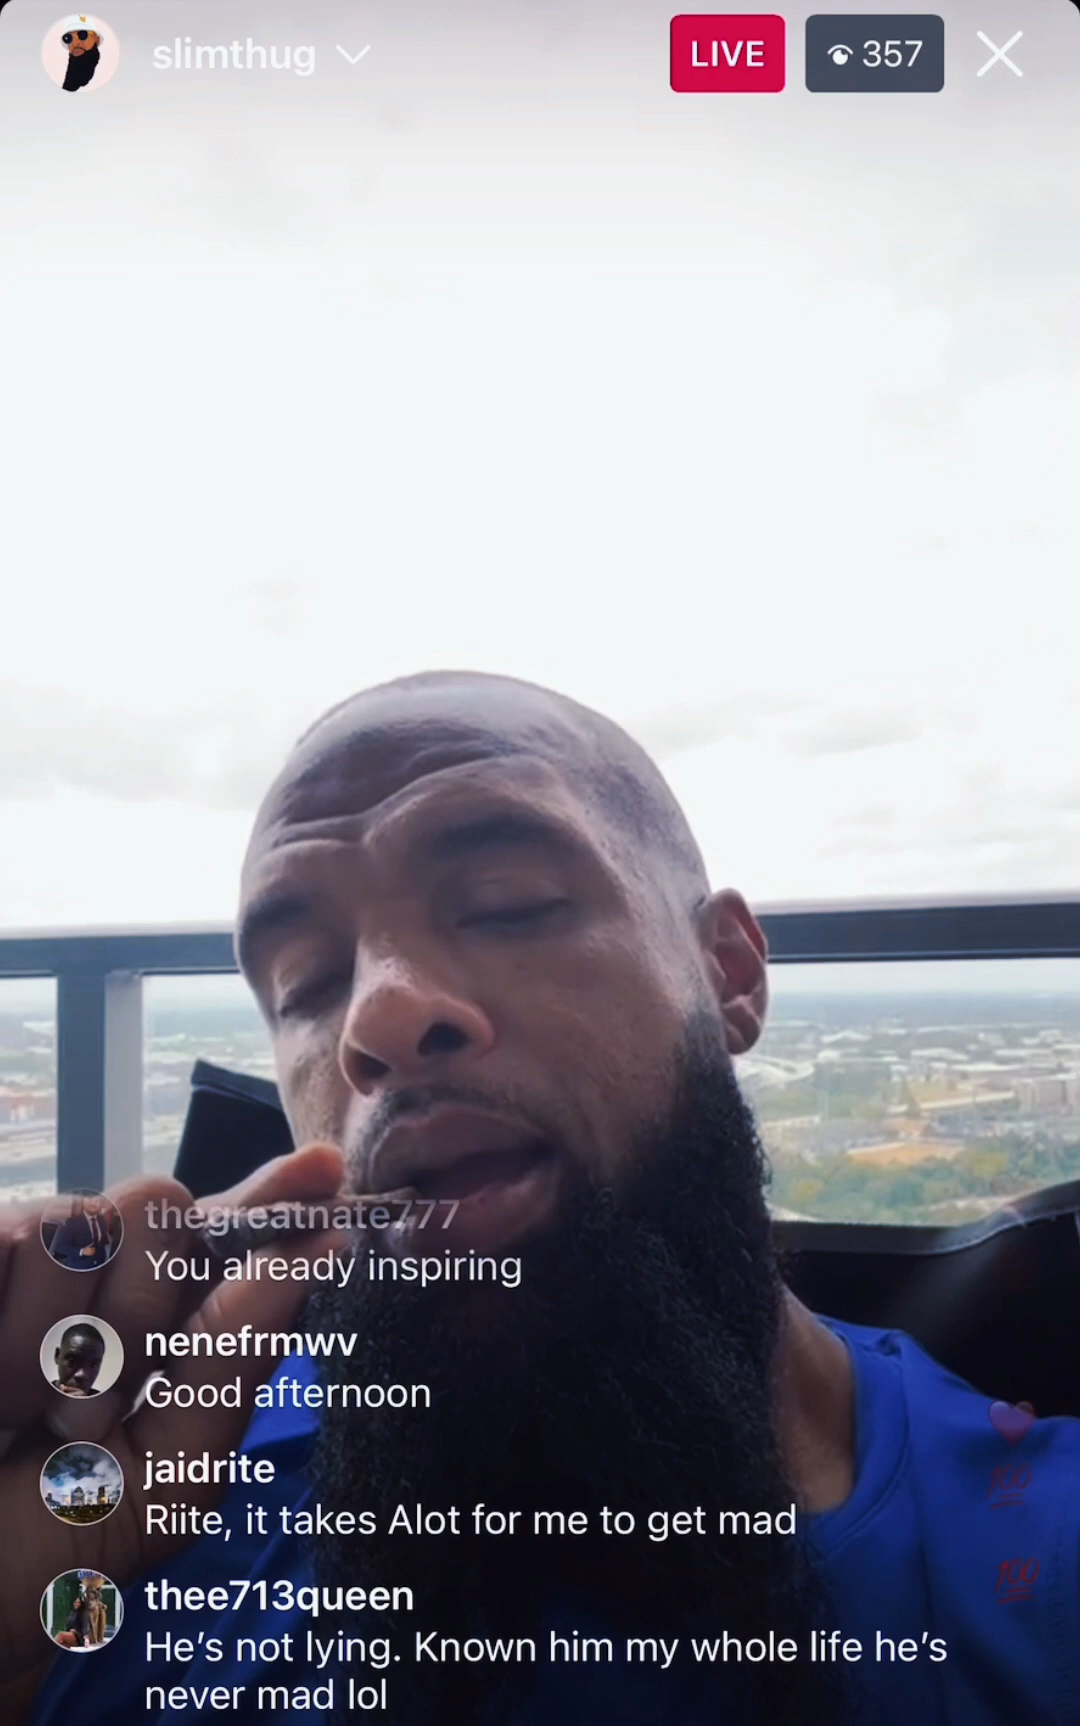 slimthug
LIVE
357
thegreatnate777
You already inspiring
nenefrmwv
Good afternoon
jaidrite
Riite, it takes Alot for me to get mad
thee713queen
He’s not lying. Known him my whole life he’s
never mad lol
💯
💯